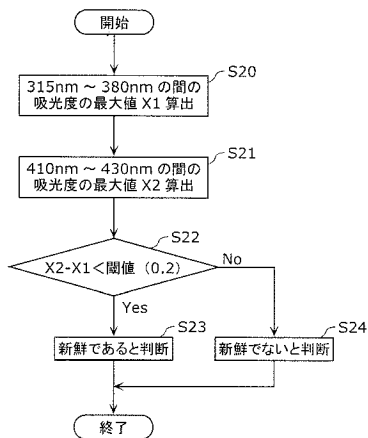 開始
S20
315nm ～ 380nm の間の
吸光度の最大値 X1 算出
S21
410nm ～ 430nm の間の
吸光度の最大値 X2 算出
S22
X2-X1＜閾値（0.2）
No
Yes
S23
新鮮であると判断
S24
新鮮でないと判断
終了